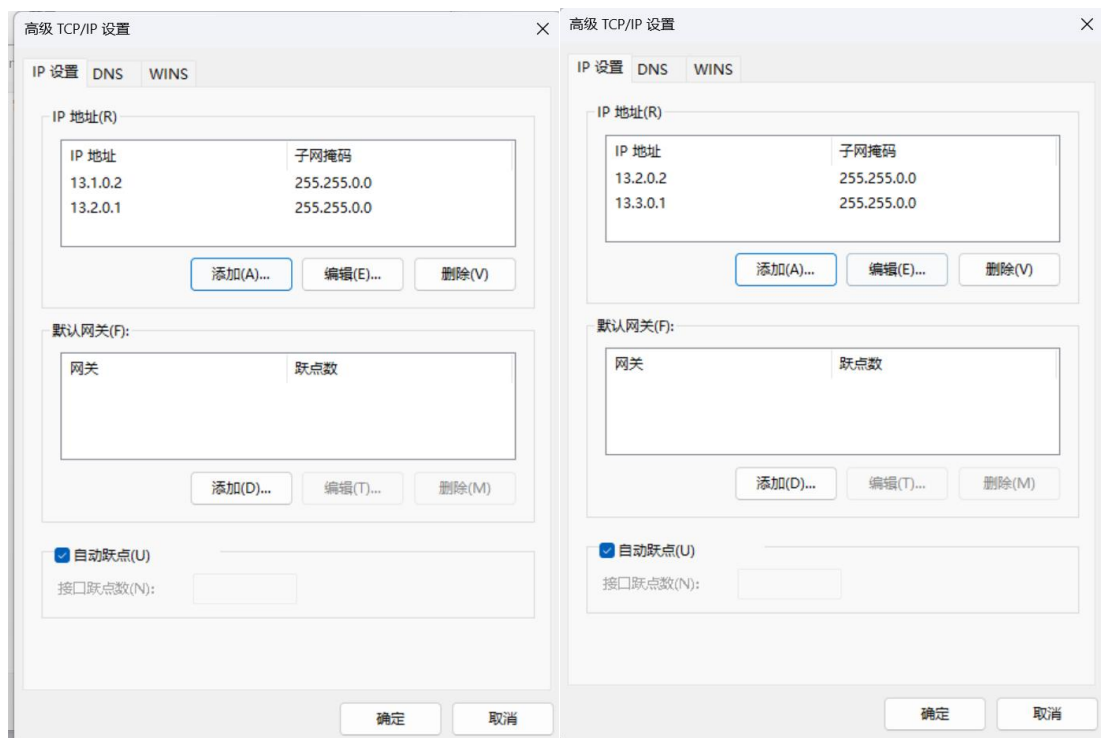 高级 TCP/IP 设置
IP 设置 DNS WINS
IP 地址(R)
IP 地址 子网掩码
13.1.0.2 255.255.0.0
13.2.0.1 255.255.0.0
添加(A)... 编辑(E)... 删除(V)
默认网关(F):
网关 跃点数
添加(D)... 编辑(T)... 删除(M)
自动跃点(U)
接口跃点数(N):
确定 取消
高级 TCP/IP 设置
IP 设置 DNS WINS
IP 地址(R)
IP 地址 子网掩码
13.2.0.2 255.255.0.0
13.3.0.1 255.255.0.0
添加(A)... 编辑(E)... 删除(V)
默认网关(F):
网关 跃点数
添加(D)... 编辑(T)... 删除(M)
自动跃点(U)
接口跃点数(N):
确定 取消